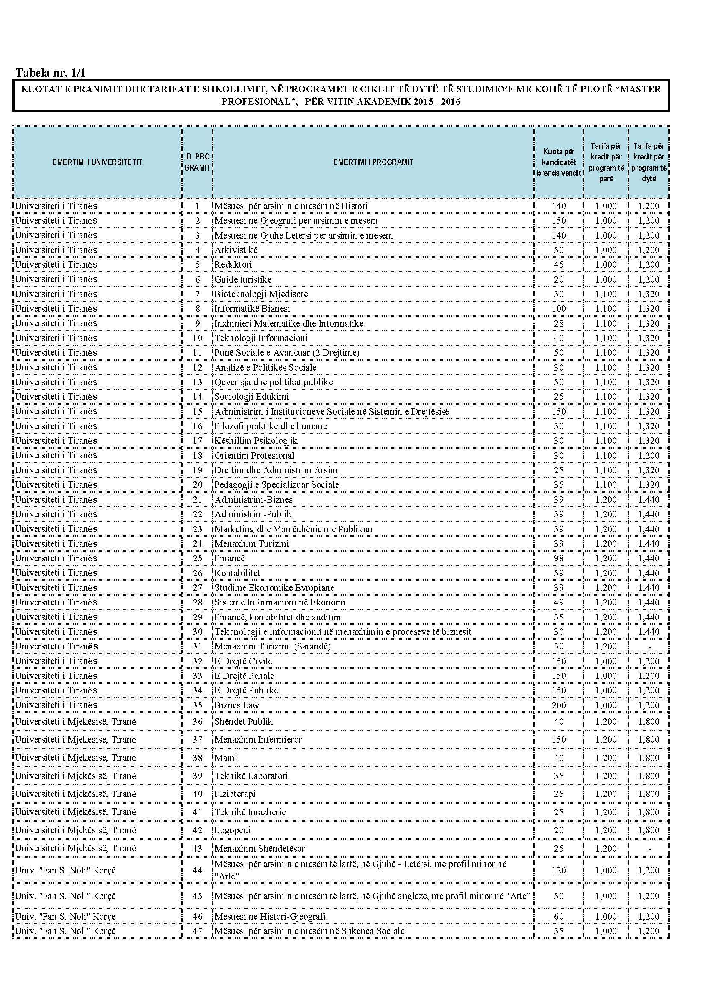 Tabela nr. 1/1
KUOTAT E PRANIMIT DHE TARIFAT E SHKOLLIMIT, NË PROGRAMET E CIKLIT TË DYTË TË STUDIMEVE ME KOHË TË PLOTË “MASTER
PROFESIONAL”, PËR VITIN AKADEMIK 2015 - 2016
EMERTIMI I UNIVERSITETIT ID_PROGRAMIT EMERTIMI I PROGRAMIT Kuota për kandidatët brenda vendit Tarifa për kredit për program të parë Tarifa për kredit për program të dytë
Universiteti i Tiranës 1 Mësuesi për arsimin e mesëm në Histori 140 1,000 1,200
Universiteti i Tiranës 2 Mësuesi në Gjeografi për arsimin e mesëm 150 1,000 1,200
Universiteti i Tiranës 3 Mësuesi në Gjuhë Letërsi për arsimin e mesëm 140 1,000 1,200
Universiteti i Tiranës 4 Arkivistikë 50 1,000 1,200
Universiteti i Tiranës 5 Redaktori 45 1,000 1,200
Universiteti i Tiranës 6 Guidë turistike 20 1,000 1,200
Universiteti i Tiranës 7 Bioteknologji Mjedisore 30 1,100 1,320
Universiteti i Tiranës 8 Informatikë Biznesi 100 1,100 1,320
Universiteti i Tiranës 9 Inxhinieri Matematike dhe Informatike 28 1,100 1,320
Universiteti i Tiranës 10 Teknologji Informacioni 40 1,100 1,320
Universiteti i Tiranës 11 Punë Sociale e Avancuar (2 Drejtime) 50 1,100 1,320
Universiteti i Tiranës 12 Analizë e Politikës Sociale 30 1,100 1,320
Universiteti i Tiranës 13 Qeverisja dhe politikat publike 50 1,100 1,320
Universiteti i Tiranës 14 Sociologji Edukimi 25 1,100 1,320
Universiteti i Tiranës 15 Administrim i Institucioneve Sociale në Sistemin e Drejtësisë 150 1,100 1,320
Universiteti i Tiranës 16 Filozofi praktike dhe humane 30 1,100 1,320
Universiteti i Tiranës 17 Këshillim Psikologjik 30 1,100 1,320
Universiteti i Tiranës 18 Orientim Profesional 30 1,100 1,200
Universiteti i Tiranës 19 Drejtim dhe Administrim Arsimi 25 1,100 1,320
Universiteti i Tiranës 20 Pedagogji e Specializuar Sociale 35 1,100 1,320
Universiteti i Tiranës 21 Administrim-Biznes 39 1,200 1,440
Universiteti i Tiranës 22 Administrim-Publik 39 1,200 1,440
Universiteti i Tiranës 23 Marketing dhe Marrëdhënie me Publikun 39 1,200 1,440
Universiteti i Tiranës 24 Menaxhim Turizmi 39 1,200 1,440
Universiteti i Tiranës 25 Financë 98 1,200 1,440
Universiteti i Tiranës 26 Kontabilitet 59 1,200 1,440
Universiteti i Tiranës 27 Studime Ekonomike Evropiane 39 1,200 1,440
Universiteti i Tiranës 28 Sisteme Informacioni në Ekonomi 49 1,200 1,440
Universiteti i Tiranës 29 Financë, kontabilitet dhe auditim 35 1,200 1,440
Universiteti i Tiranës 30 Tekonologji e informacionit në menaxhimin e proceseve të biznesit 30 1,200 1,440
Universiteti i Tiranës 31 Menaxhim Turizmi (Sarandë) 30 1,200 -
Universiteti i Tiranës 32 E Drejtë Civile 150 1,000 1,200
Universiteti i Tiranës 33 E Drejtë Penale 150 1,000 1,200
Universiteti i Tiranës 34 E Drejtë Publike 150 1,000 1,200
Universiteti i Tiranës 35 Biznes Law 200 1,000 1,200
Universiteti i Mjekësisë, Tiranë 36 Shëndet Publik 40 1,200 1,800
Universiteti i Mjekësisë, Tiranë 37 Menaxhim Infermieror 150 1,200 1,800
Universiteti i Mjekësisë, Tiranë 38 Mami 40 1,200 1,800
Universiteti i Mjekësisë, Tiranë 39 Teknikë Laboratori 35 1,200 1,800
Universiteti i Mjekësisë, Tiranë 40 Fizioterapi 25 1,200 1,800
Universiteti i Mjekësisë, Tiranë 41 Teknikë Imazherie 25 1,200 1,800
Universiteti i Mjekësisë, Tiranë 42 Logopedi 20 1,200 1,800
Universiteti i Mjekësisë, Tiranë 43 Menaxhim Shëndetësor 25 1,200 -
Univ. "Fan S. Noli" Korçë 44 Mësuesi për arsimin e mesëm të lartë, në Gjuhë - Letërsi, me profil minor në
"Arte" 120 1,000 1,200
Univ. "Fan S. Noli" Korçë 45 Mësuesi për arsimin e mesëm të lartë, në Gjuhë angleze, me profil minor në "Arte" 50 1,000 1,200
Univ. "Fan S. Noli" Korçë 46 Mësuesi në Histori-Gjeografi 60 1,000 1,200
Univ. "Fan S. Noli" Korçë 47 Mësuesi për arsimin e mesëm në Shkenca Sociale 35 1,000 1,200